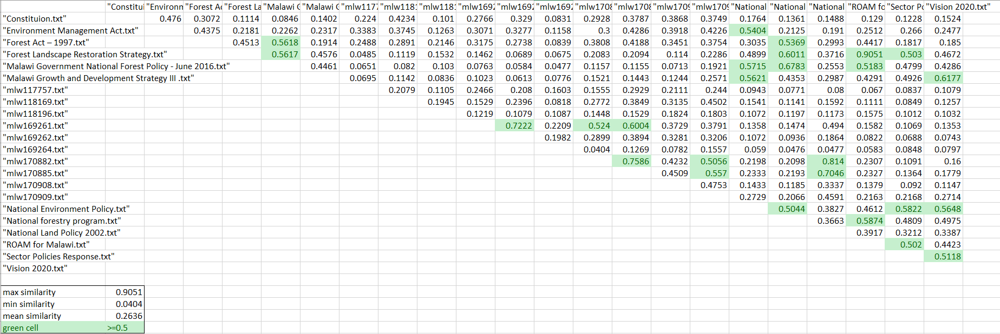 "Constitui "Environn "Forest Ac "Forest La "Malawi G "Malawi G "mlw1177 "mlw1181 "mlw1181 "mlw1692 "mlw1692 "mlw1692 "mlw1708 "mlw1708 "mlw1709 "mlw1709 "National "National "National "ROAM fo "Sector Po "Vision 2020.txt"
"Constituion.txt" 0.476 0.3072 0.1114 0.0846 0.1402 0.224 0.4234 0.101 0.2766 0.329 0.0831 0.2928 0.3787 0.3868 0.3749 0.1764 0.1361 0.1488 0.129 0.1228 0.1524
"Environment Management Act.txt" 0.4375 0.2181 0.2262 0.2317 0.3383 0.3745 0.1263 0.3071 0.3277 0.1158 0.3 0.4286 0.3918 0.4226 0.5404 0.2125 0.191 0.2512 0.266 0.2477
"Forest Act – 1997.txt" 0.4513 0.5618 0.1914 0.2488 0.2891 0.2146 0.3175 0.2738 0.0839 0.3808 0.4188 0.3451 0.3754 0.3035 0.5369 0.2993 0.4417 0.1817 0.185
"Forest Landscape Restoration Strategy.txt" 0.5617 0.4576 0.0485 0.1119 0.1532 0.1462 0.0689 0.0675 0.2083 0.2094 0.114 0.2286 0.4899 0.6011 0.3716 0.9051 0.503 0.4672
"Malawi Government National Forest Policy - June 2016.txt" 0.4461 0.0651 0.082 0.103 0.0763 0.0584 0.0477 0.1157 0.1155 0.0713 0.1921 0.5715 0.6783 0.2553 0.5183 0.4799 0.4286
"Malawi Growth and Development Strategy III .txt" 0.0695 0.1142 0.0836 0.1023 0.0613 0.0776 0.1521 0.1443 0.1244 0.2571 0.5621 0.4353 0.2987 0.4291 0.4926 0.6177
"mlw117757.txt" 0.2079 0.1105 0.2466 0.208 0.1603 0.1555 0.2929 0.2111 0.244 0.0943 0.0771 0.08 0.067 0.0837 0.1079
"mlw118169.txt" 0.1945 0.1529 0.2396 0.0818 0.2772 0.3849 0.3135 0.4502 0.1541 0.1141 0.1592 0.1111 0.0849 0.1257
"mlw118196.txt" 0.1219 0.1079 0.1087 0.1448 0.1529 0.1824 0.1803 0.1072 0.1197 0.1173 0.1575 0.1012 0.1032
"mlw169261.txt" 0.7222 0.2209 0.524 0.6004 0.3729 0.3791 0.1358 0.1474 0.494 0.1582 0.1069 0.1353
"mlw169262.txt" 0.1982 0.2899 0.3894 0.3281 0.3206 0.1072 0.0936 0.1864 0.0822 0.0688 0.0743
"mlw169264.txt" 0.0404 0.1269 0.0782 0.1557 0.059 0.0476 0.0477 0.0583 0.0848 0.0797
"mlw170882.txt" 0.7586 0.4232 0.5056 0.2198 0.2098 0.814 0.2307 0.1091 0.16
"mlw170885.txt" 0.4509 0.557 0.2333 0.2193 0.7046 0.2327 0.1364 0.1779
"mlw170908.txt" 0.4753 0.1433 0.1185 0.3337 0.1379 0.092 0.1147
"mlw170909.txt" 0.2729 0.2066 0.4591 0.2163 0.2168 0.2714
"National Environment Policy.txt" 0.5044 0.3827 0.4612 0.5822 0.5648
"National forestry program.txt" 0.3663 0.5874 0.4809 0.4975
"National Land Policy 2002.txt" 0.3917 0.3212 0.3387
"ROAM for Malawi.txt" 0.502 0.4423
"Sector Policies Response.txt" 0.5118
"Vision 2020.txt"
max similarity 0.9051
min similarity 0.0404
mean similarity 0.2636
green cell >=0.5